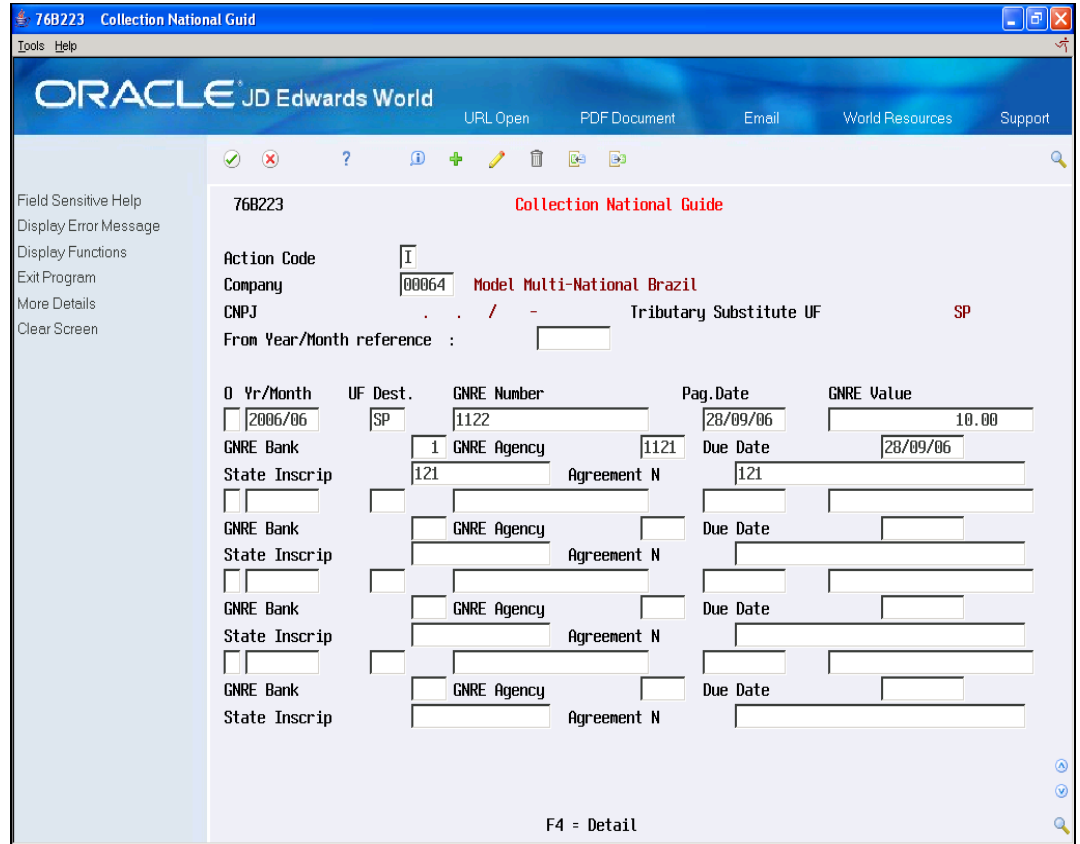 76B223 Collection National Guid
Tools Help
ORACLE JD Edwards World
URL Open PDF Document Email World Resources Support
?
Field Sensitive Help
Display Error Message
Display Functions
Exit Program
More Details
Clear Screen
76B223 Collection National Guide
Action Code I
Company 00064 Model Multi-National Brazil
CNPJ . . / - Tributary Substitute UF SP
From Year/Month reference :
O Yr/Month UF Dest. GNRE Number Pag.Date GNRE Value
2006/06 SP 1122 28/09/06 10.00
GNRE Bank 1 GNRE Agency 1121 Due Date 28/09/06
State Inscrip 121 Agreement N 121
GNRE Bank GNRE Agency Due Date
State Inscrip Agreement N
GNRE Bank GNRE Agency Due Date
State Inscrip Agreement N
GNRE Bank GNRE Agency Due Date
State Inscrip Agreement N
F4 = Detail